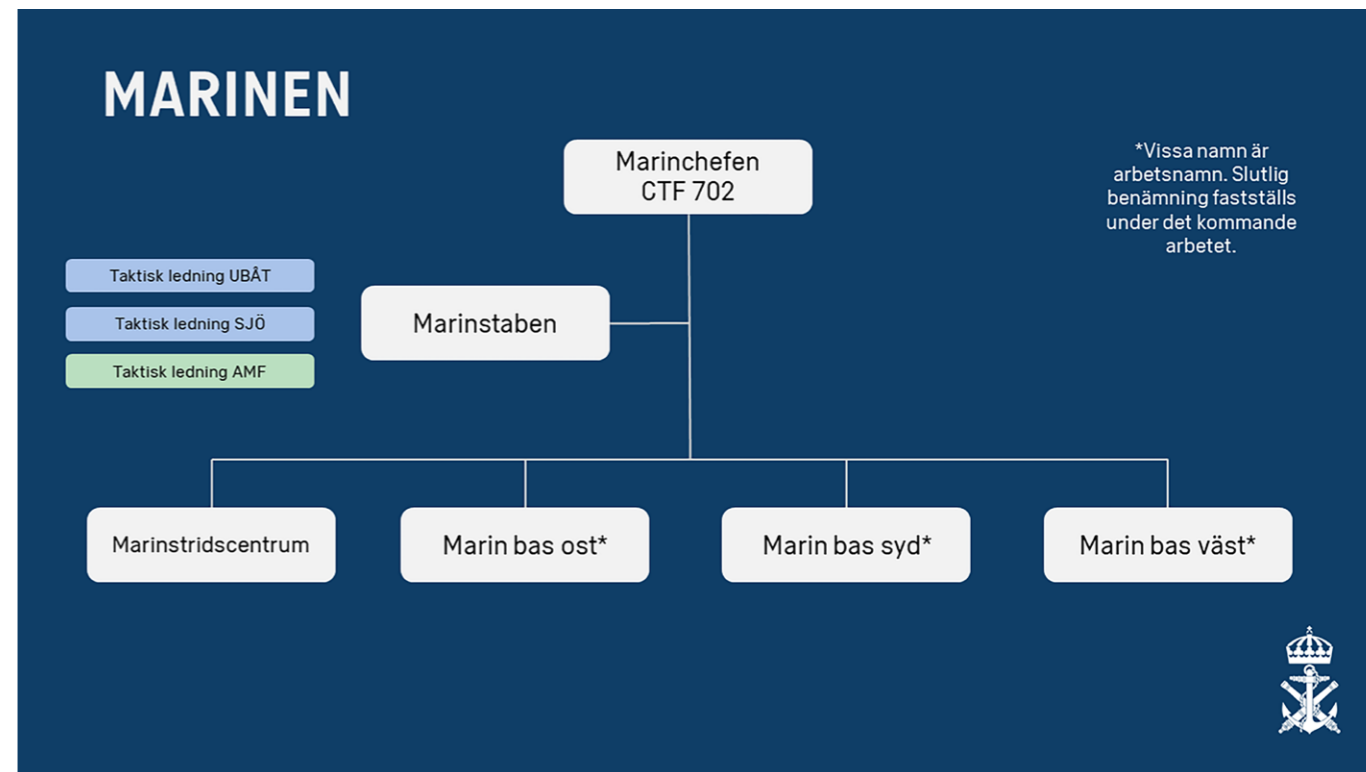 MARINEN
Marinchefen
CTF 702
*Vissa namn är
arbetsnamn. Slutlig
benämning fastställs
under det kommande
arbetet.
Taktisk ledning UBÅT
Taktisk ledning SJÖ
Taktisk ledning AMF
Marinstaben
Marinstridscentrum
Marin bas ost*
Marin bas syd*
Marin bas väst*